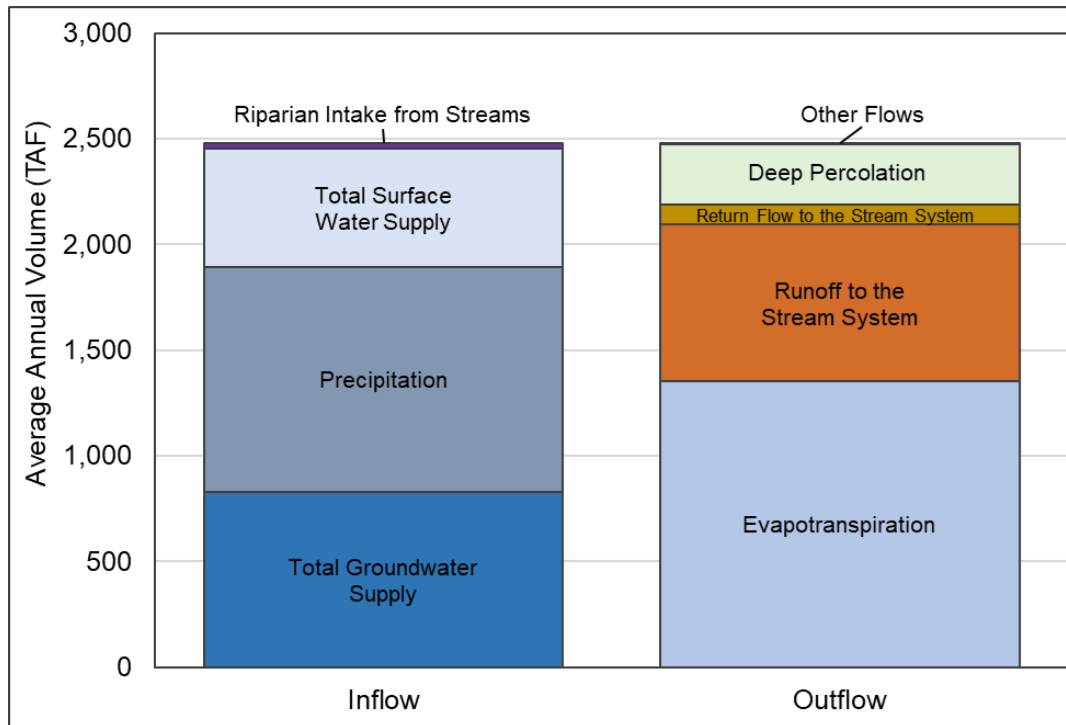 3,000
2,500
2,000
1,500
1,000
500
0
Average Annual Volume (TAF)
Riparian Intake from Streams
Total Surface
Water Supply
Precipitation
Total Groundwater
Supply
Inflow
Other Flows
Deep Percolation
Return Flow to the Stream System
Runoff to the
Stream System
Evapotranspiration
Outflow